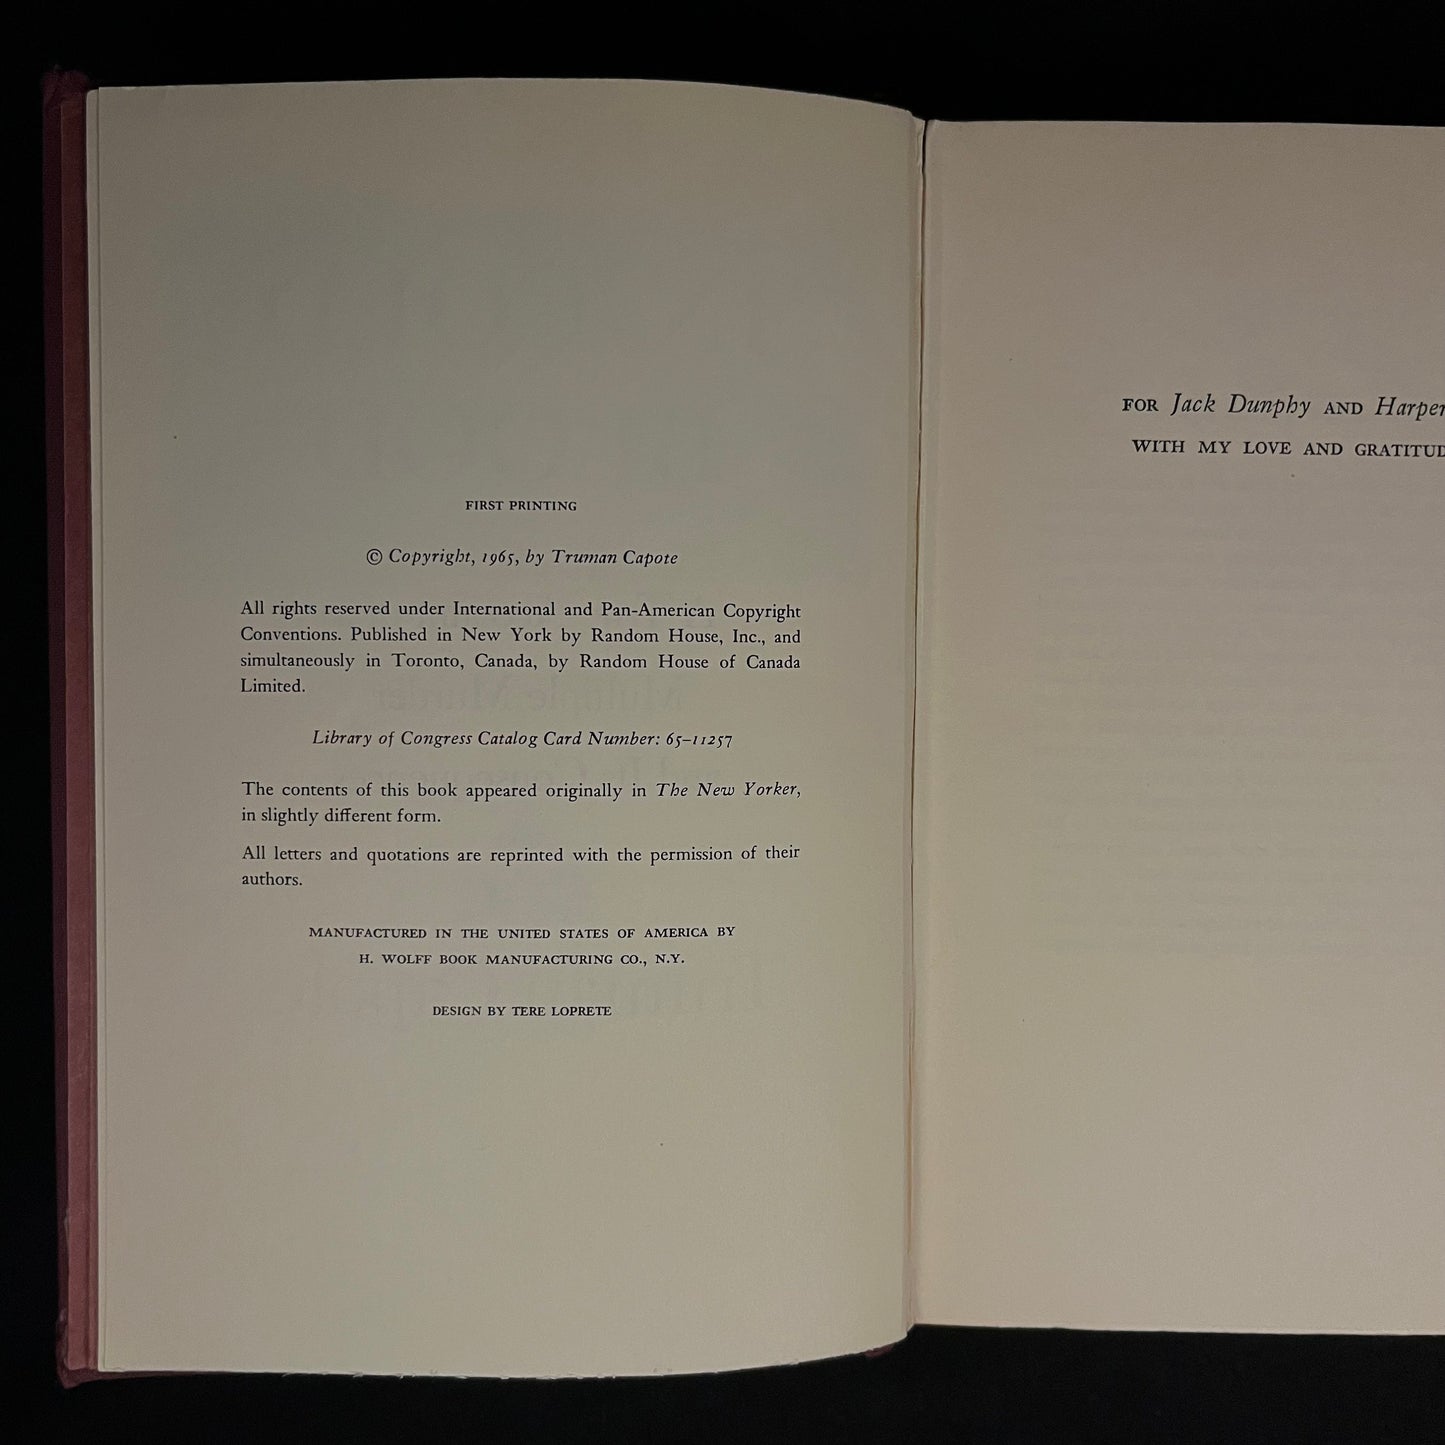 FIRST PRINTING
© Copyright, 1965, by Truman Capote
All rights reserved under International and Pan-American Copyright
Conventions. Published in New York by Random House, Inc., and
simultaneously in Toronto, Canada, by Random House of Canada
Limited.
Library of Congress Catalog Card Number: 65-11257
The contents of this book appeared originally in The New Yorker,
in slightly different form.
All letters and quotations are reprinted with the permission of their
authors.
MANUFACTURED IN THE UNITED STATES OF AMERICA BY
H. WOLFF BOOK MANUFACTURING CO., N.Y.
DESIGN BY TERE LOPRETE
FOR Jack Dunphy AND Harper
WITH MY LOVE AND GRATITUD